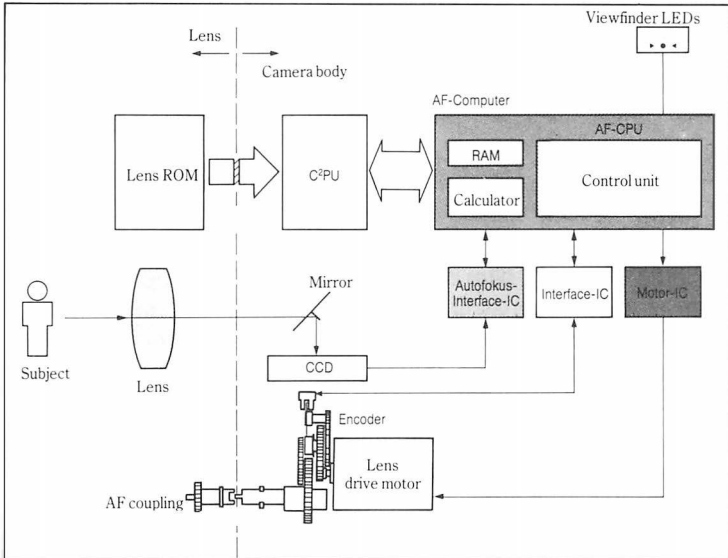 Viewfinder LEDs
Lens
Camera body
AF-Computer
AF-CPU
RAM
Calculator
Control unit
Lens ROM
C²PU
Autofokus-
Interface-IC
Interface-IC
Motor-IC
Mirror
CCD
Subject
Lens
Encoder
Lens
drive motor
AF coupling